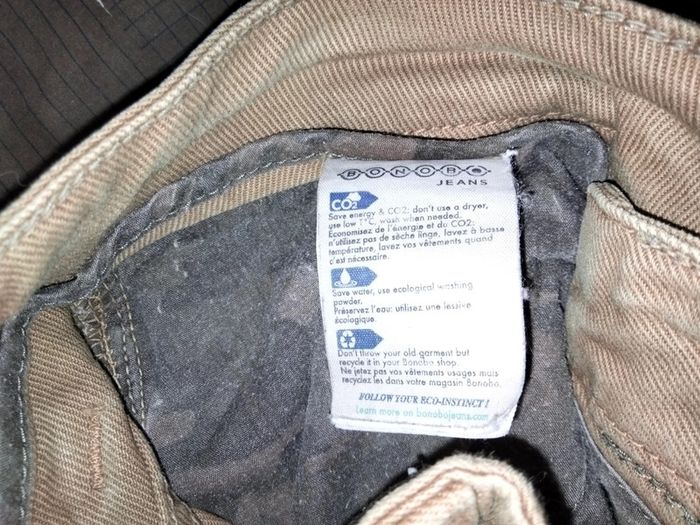 BONOBO
JEANS
CO2
Save energy & CO2: don't use a dryer,
use low T°C, wash when needed.
Economisez de l'énergie et du CO2:
n'utilisez pas de sèche linge, lavez à basse
température, lavez vos vêtements quand
c'est nécessaire.
Save water, use ecological washing
powder.
Préservez l'eau: utilisez une lessive
écologique.
Don't throw your old garment but
recycle it in your Bonobo shop.
Ne jetez pas vos vêtements usagés mais
recyclez les dans votre magasin Bonobo.
FOLLOW YOUR ECO-INSTINCT !
Learn more on bonobojeans.com